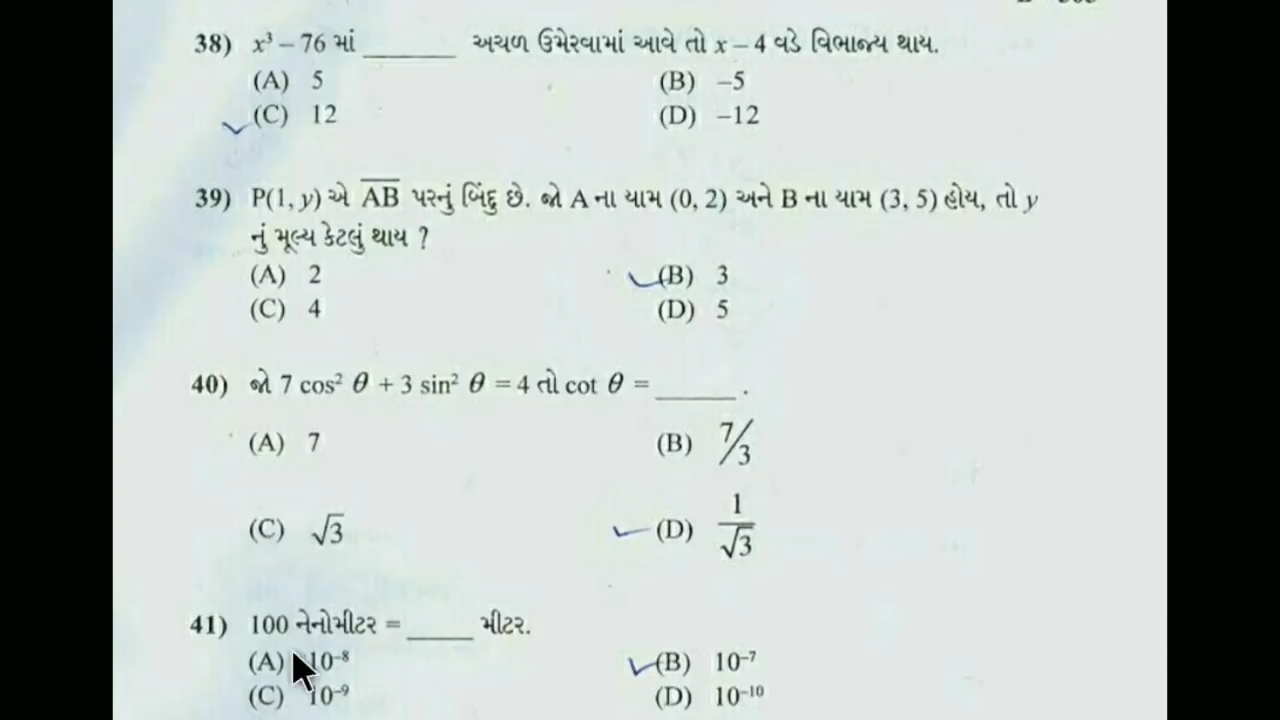 38) x³ – 76 માં ______ અચળ ઉમેરવામાં આવે તો x – 4 વડે વિભાજ્ય થાય.
(A) 5 (B) –5
(C) 12 (D) –12
39) P(1, y) એ AB પરનું બિંદુ છે. જો A ના યામ (0, 2) અને B ના યામ (3, 5) હોય, તો y
નું મૂલ્ય કેટલું થાય ?
(A) 2 (B) 3
(C) 4 (D) 5
40) જો 7 cos² θ + 3 sin² θ = 4 તો cot θ = ______ .
(A) 7 (B) 7/3
(C) √3 (D) 1/√3
41) 100 નેનોમીટર = _____ મીટર.
(A) 10⁻⁸ (B) 10⁻⁷
(C) 10⁻⁹ (D) 10⁻¹⁰